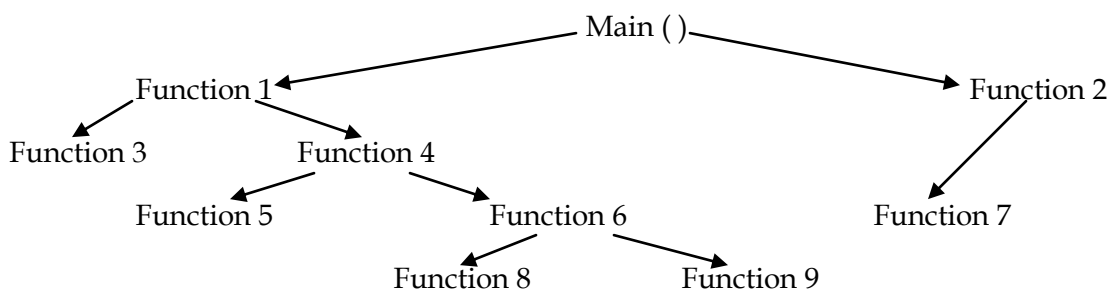 Main ( )
Function 1 Function 2
Function 3 Function 4
Function 5 Function 6 Function 7
Function 8 Function 9